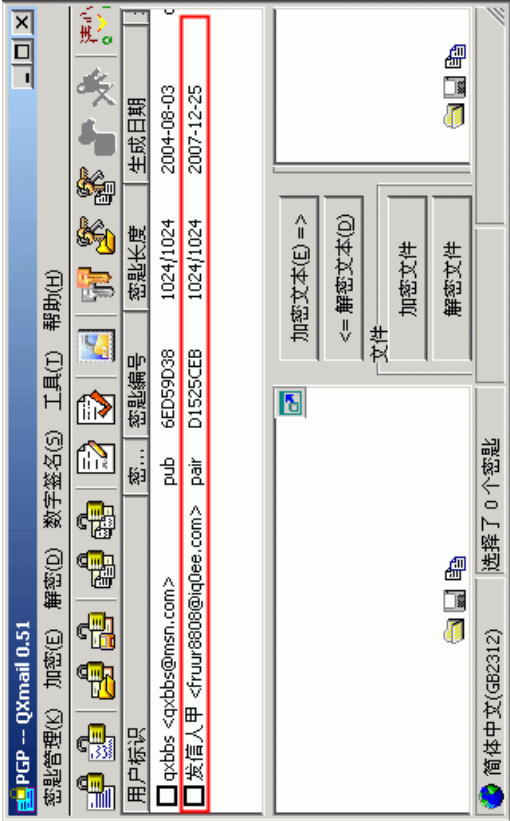 PGP -- QXmail 0.51
密匙管理(K) 加密(E) 解密(D) 数字签名(S) 工具(T) 帮助(H)
用户标识 密... 密匙编号 密匙长度 生成日期
qxbbs <qxbbs@msn.com> pub 6ED59D38 1024/1024 2004-08-03
发信人甲 <fruur8808@iq0ee.com> pair D1525CEB 1024/1024 2007-12-25
加密文本(E) =>
<= 解密文本(D)
文件
加密文件
解密文件
简体中文(GB2312) 选择了 0 个密匙